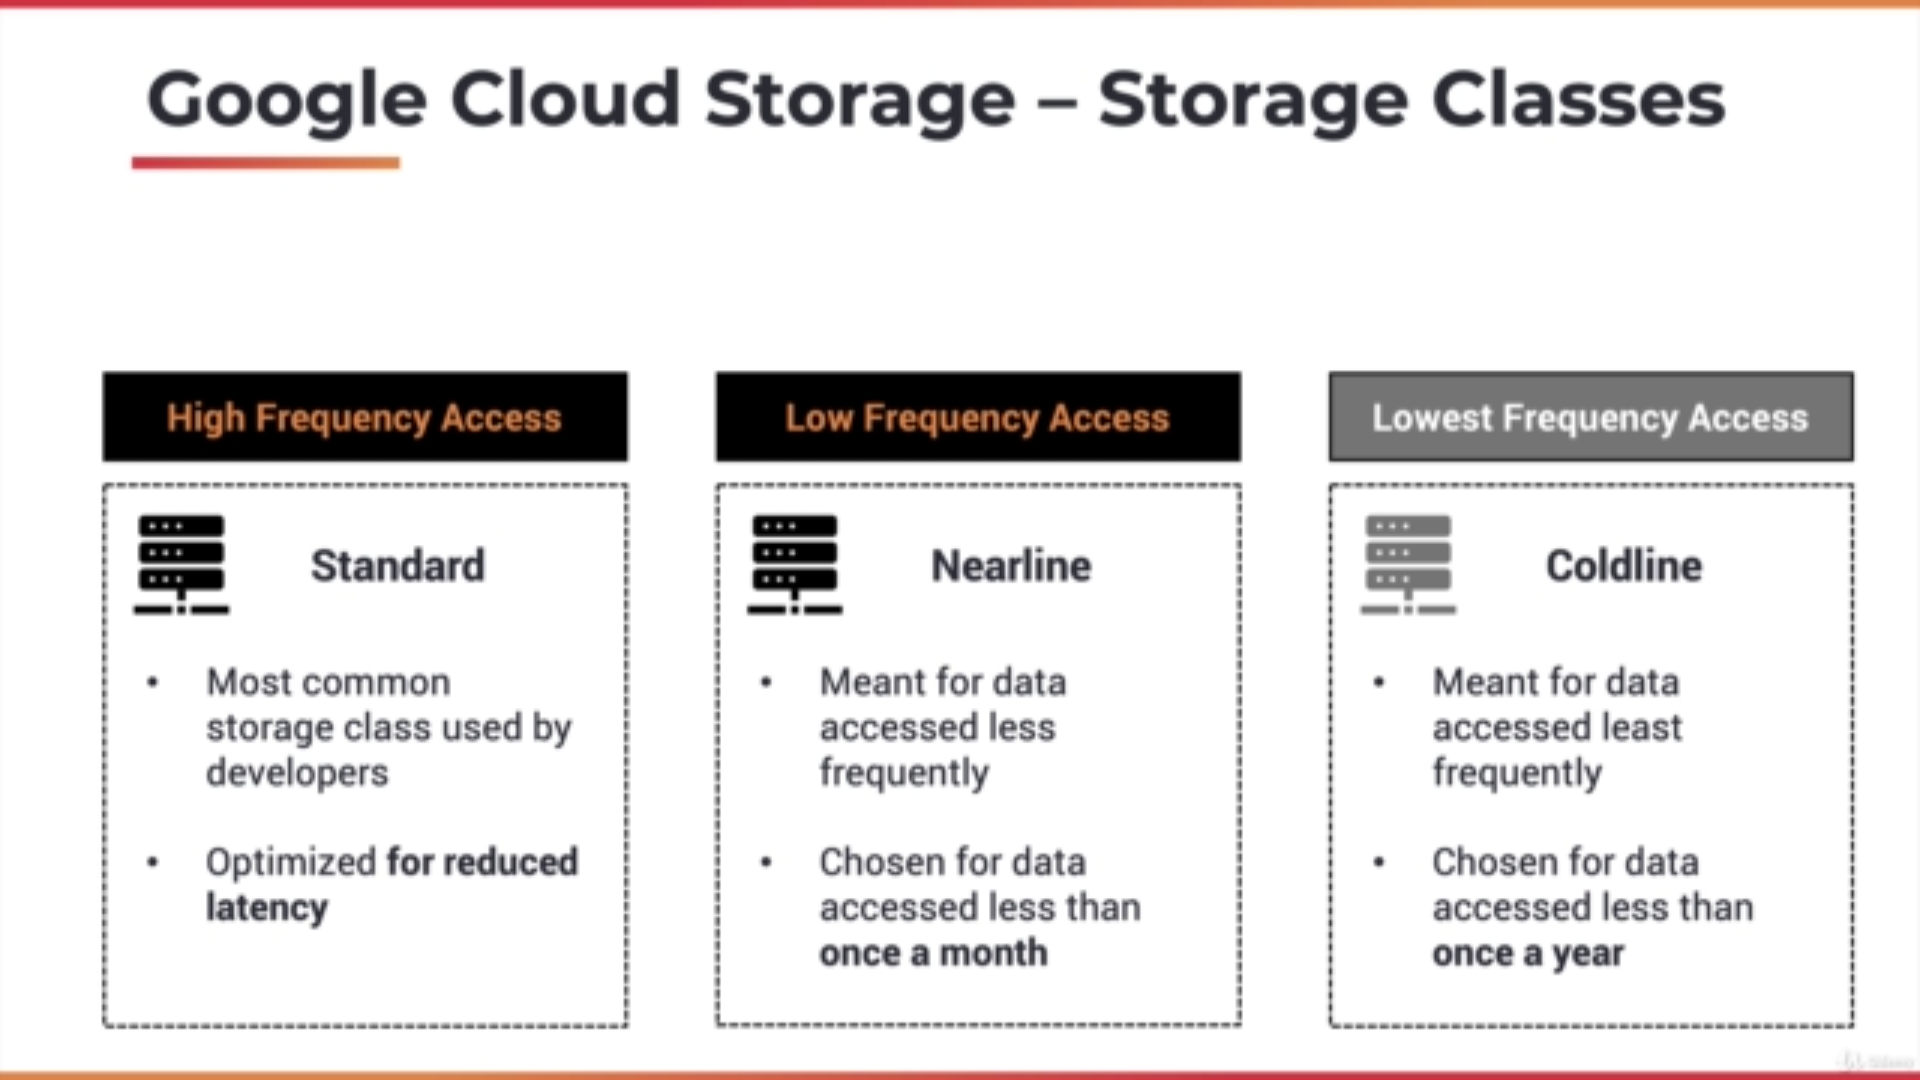 Google Cloud Storage – Storage Classes
High Frequency Access
Standard
• Most common
storage class used by
developers
• Optimized for reduced
latency
Low Frequency Access
Nearline
• Meant for data
accessed less
frequently
• Chosen for data
accessed less than
once a month
Lowest Frequency Access
Coldline
• Meant for data
accessed least
frequently
• Chosen for data
accessed less than
once a year